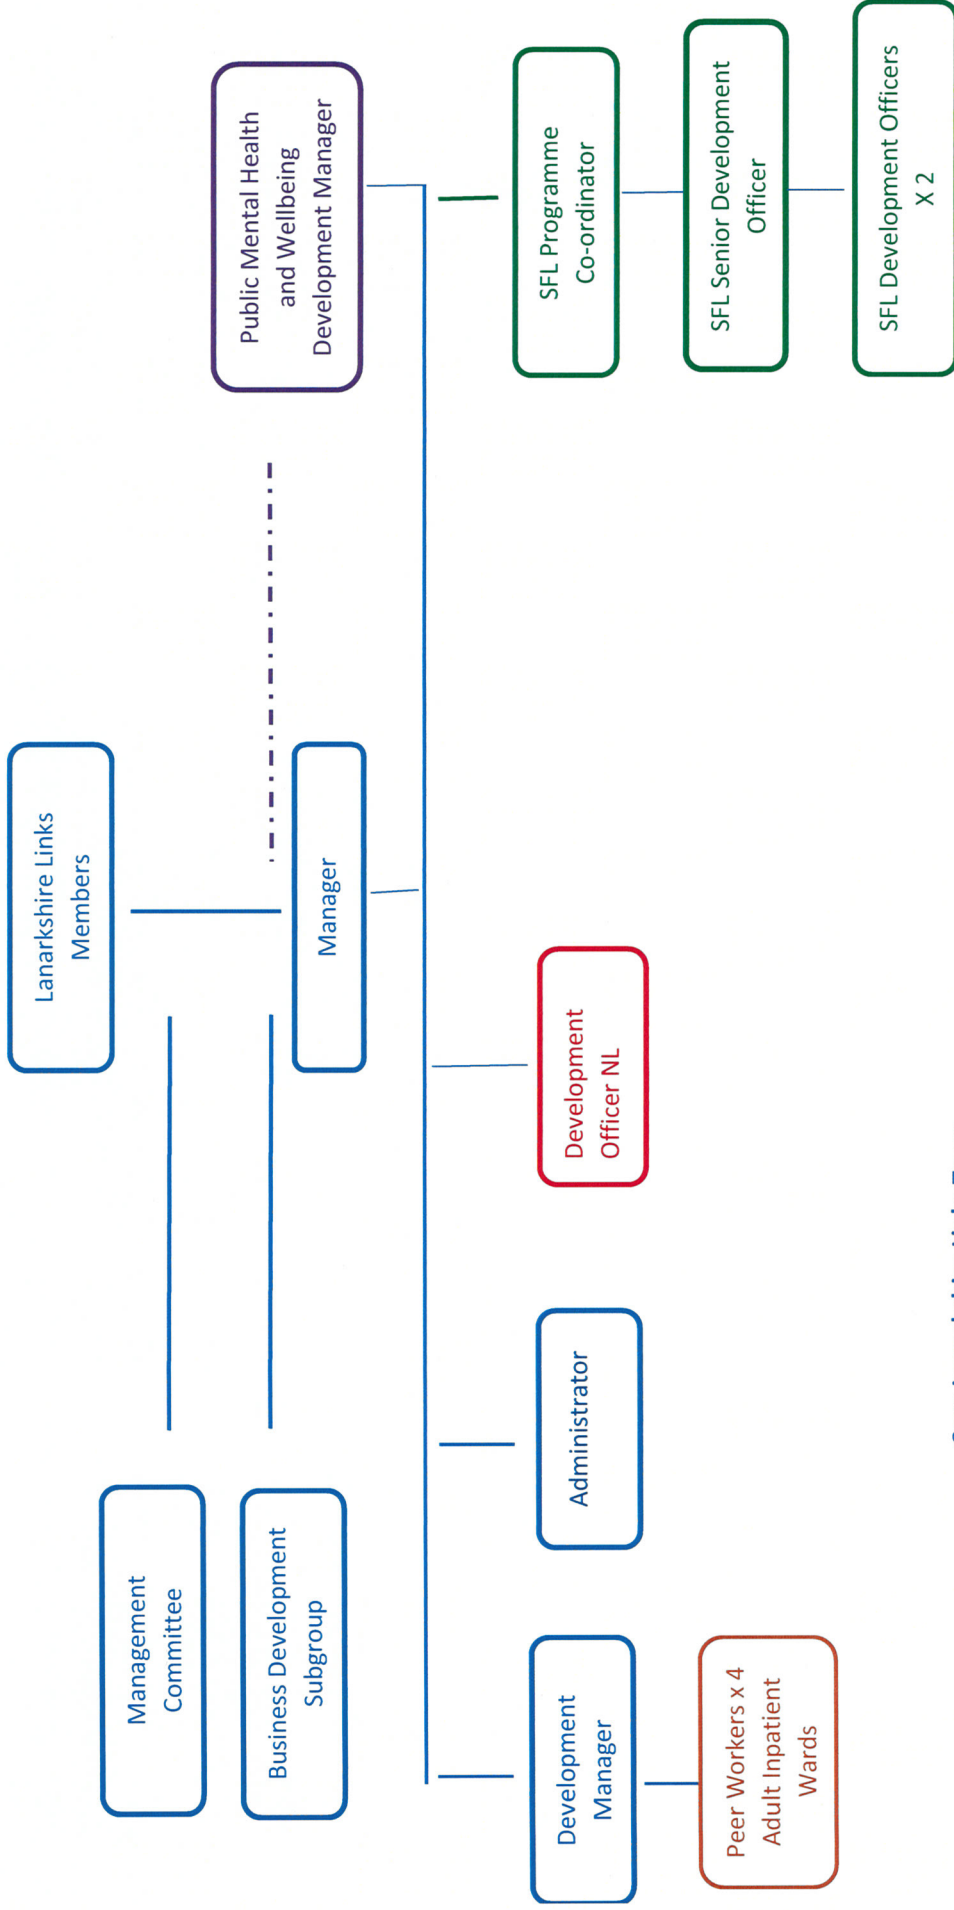 Lanarkshire Links
Members
Management
Committee
Business Development
Subgroup
Manager
Public Mental Health
and Wellbeing
Development Manager
Development
Manager
Administrator
Development
Officer NL
SFL Programme
Co-ordinator
Peer Workers x 4
Adult Inpatient
Wards
SFL Senior Development
Officer
SFL Development Officers
X 2